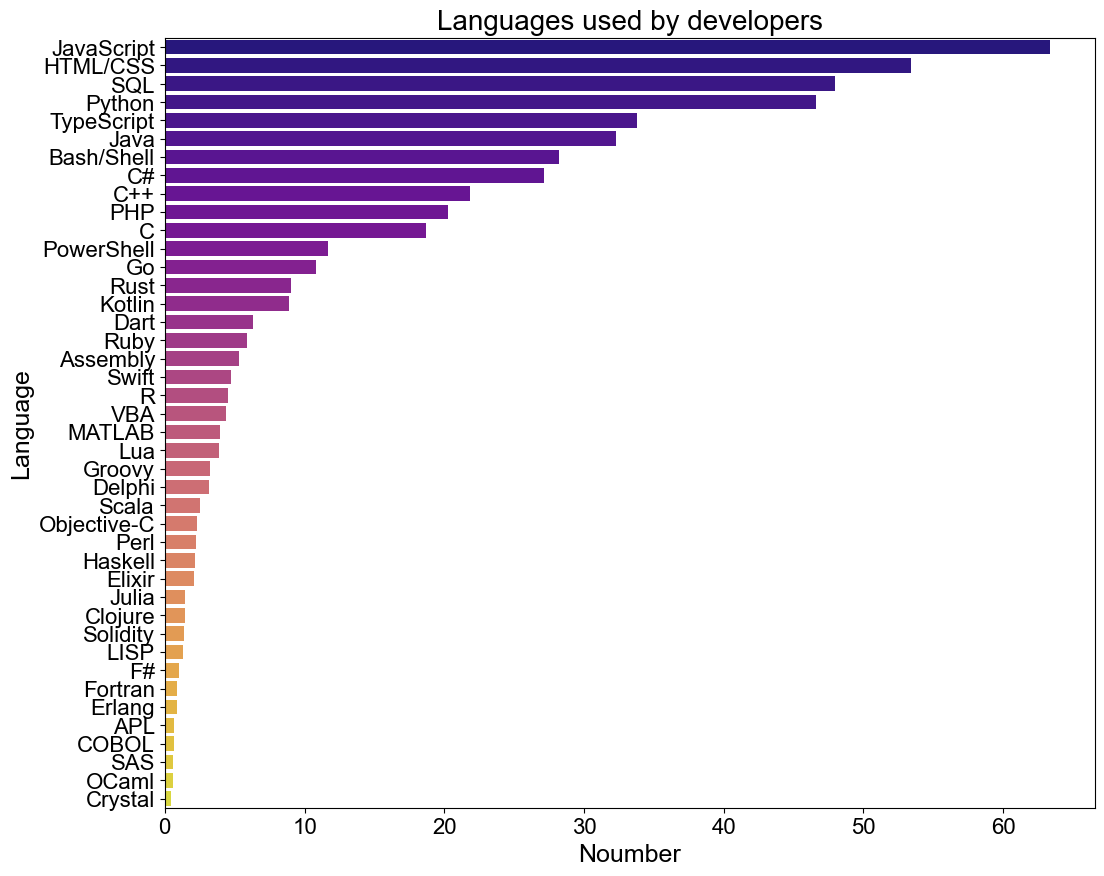 Languages used by developers
JavaScript
HTML/CSS
SQL
Python
TypeScript
Java
Bash/Shell
C#
C++
PHP
C
PowerShell
Go
Rust
Kotlin
Dart
Ruby
Assembly
Swift
R
VBA
MATLAB
Lua
Groovy
Delphi
Scala
Objective-C
Perl
Haskell
Elixir
Julia
Clojure
Solidity
LISP
F#
Fortran
Erlang
APL
COBOL
SAS
OCaml
Crystal
Language
0 10 20 30 40 50 60
Noumber